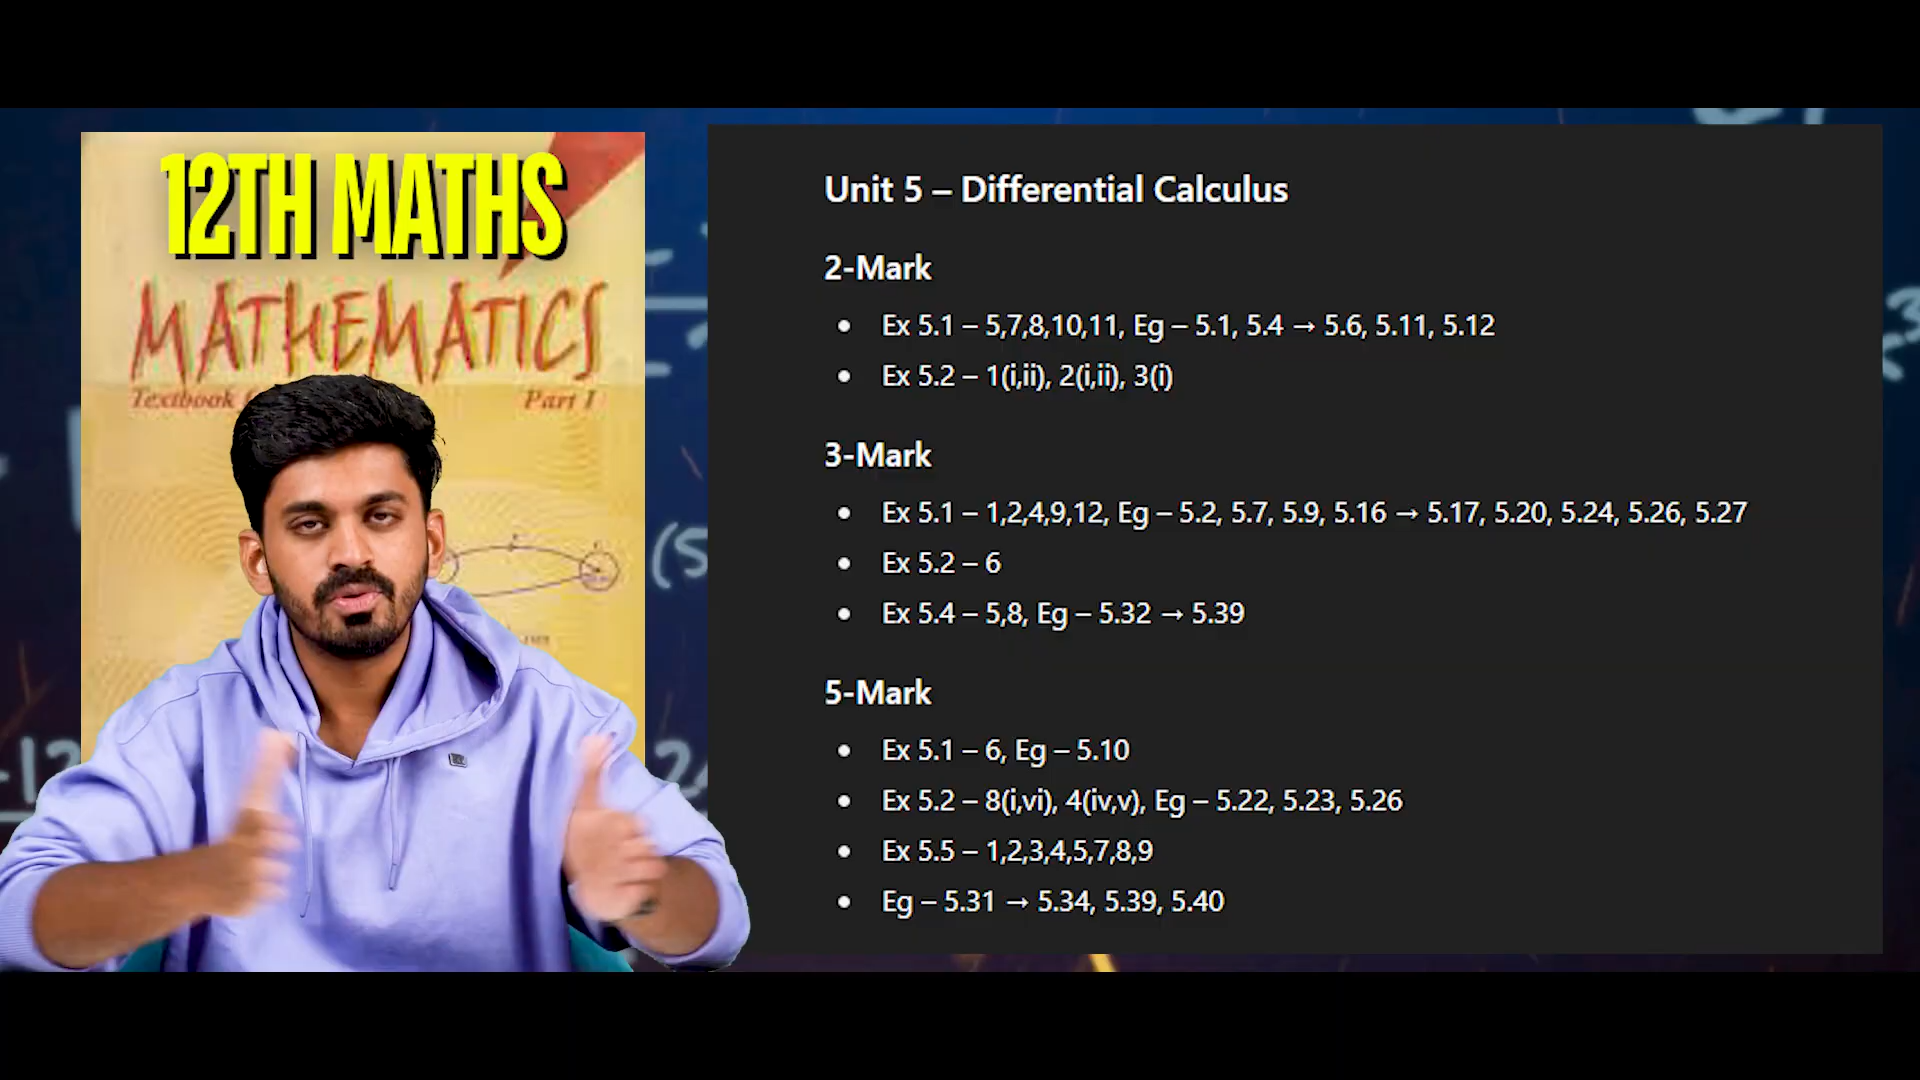 12TH MATHS
MATHEMATICS
Textbook
Part I
Unit 5 – Differential Calculus
2-Mark
• Ex 5.1 – 5,7,8,10,11, Eg – 5.1, 5.4 → 5.6, 5.11, 5.12
• Ex 5.2 – 1(i,ii), 2(i,ii), 3(i)
3-Mark
• Ex 5.1 – 1,2,4,9,12, Eg – 5.2, 5.7, 5.9, 5.16 → 5.17, 5.20, 5.24, 5.26, 5.27
• Ex 5.2 – 6
• Ex 5.4 – 5,8, Eg – 5.32 → 5.39
5-Mark
• Ex 5.1 – 6, Eg – 5.10
• Ex 5.2 – 8(i,vi), 4(iv,v), Eg – 5.22, 5.23, 5.26
• Ex 5.5 – 1,2,3,4,5,7,8,9
• Eg – 5.31 → 5.34, 5.39, 5.40